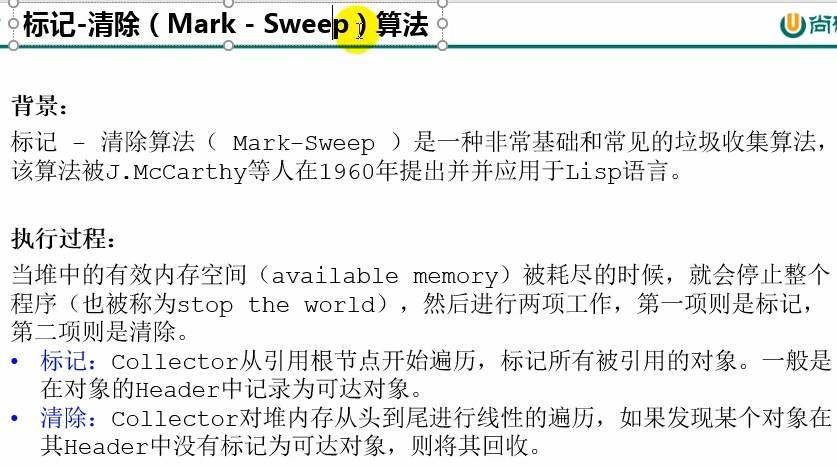 标记-清除（Mark - Sweep）算法
尚硅
背景：
标记 – 清除算法（ Mark-Sweep ）是一种非常基础和常见的垃圾收集算法，
该算法被J.McCarthy等人在1960年提出并并应用于Lisp语言。
执行过程：
当堆中的有效内存空间（available memory）被耗尽的时候，就会停止整个
程序（也被称为stop the world），然后进行两项工作，第一项则是标记，
第二项则是清除。
• 标记：Collector从引用根节点开始遍历，标记所有被引用的对象。一般是
在对象的Header中记录为可达对象。
• 清除：Collector对堆内存从头到尾进行线性的遍历，如果发现某个对象在
其Header中没有标记为可达对象，则将其回收。